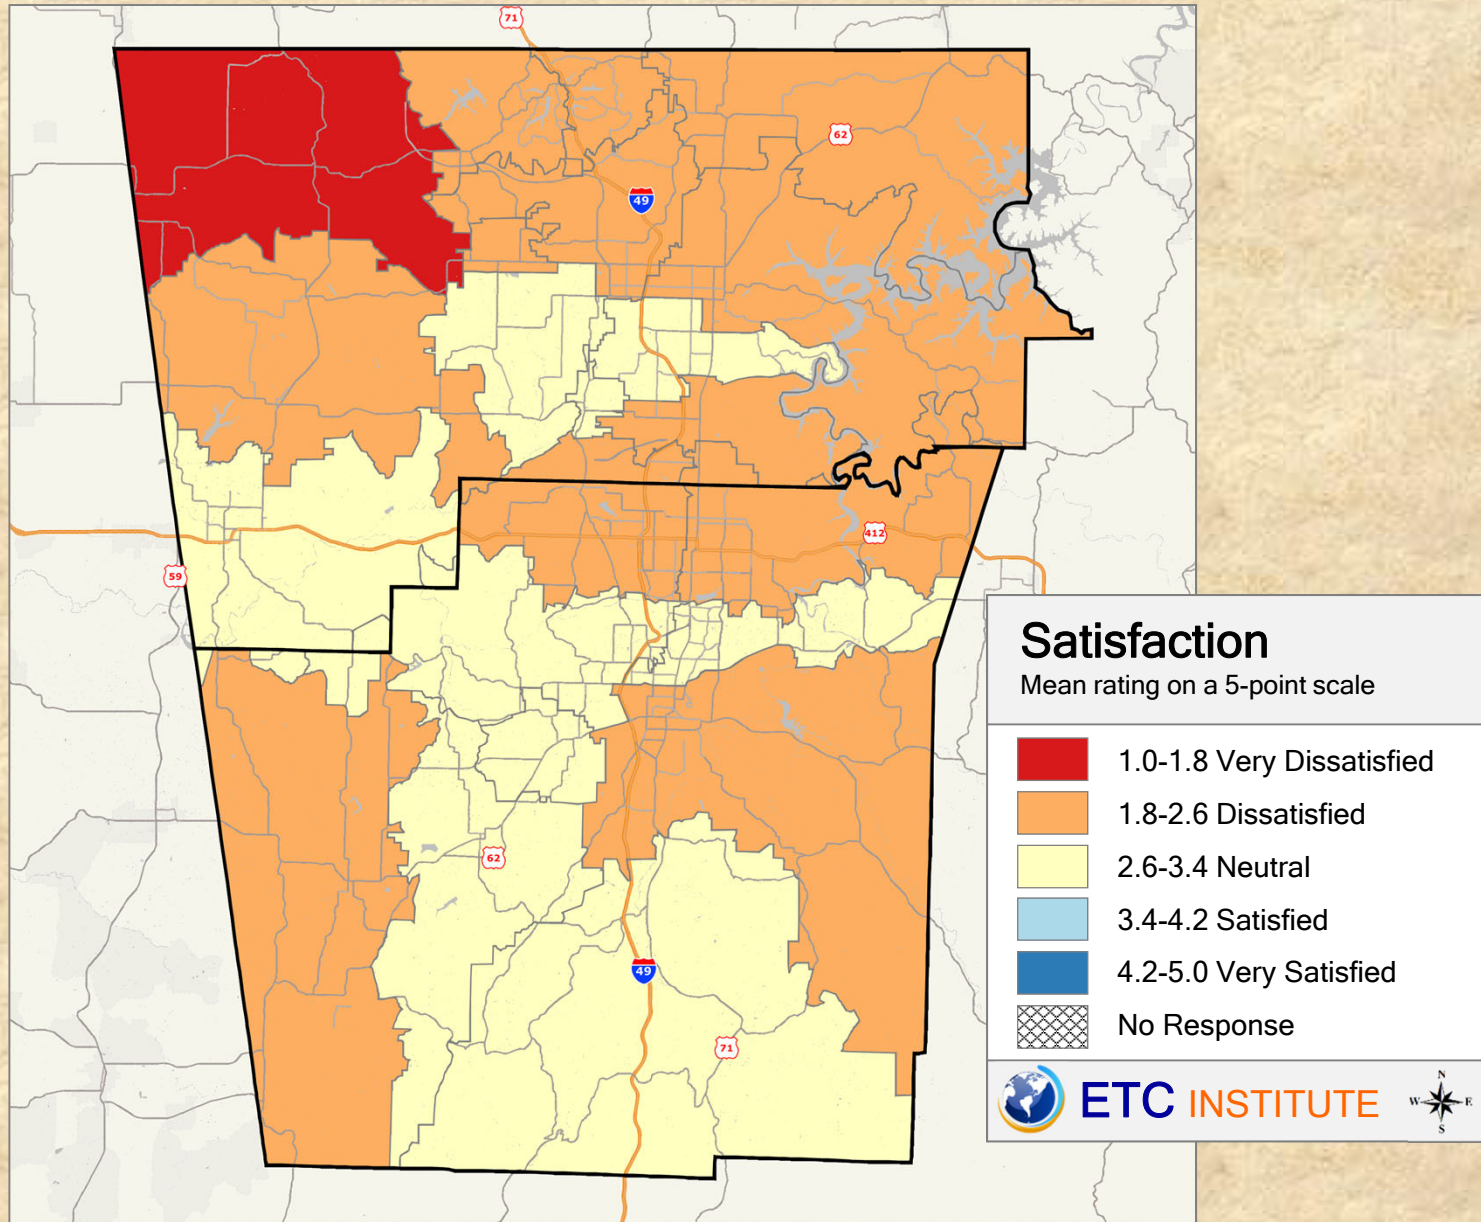 71
62
49
412
59
62
49
71
Satisfaction
Mean rating on a 5-point scale
1.0-1.8 Very Dissatisfied
1.8-2.6 Dissatisfied
2.6-3.4 Neutral
3.4-4.2 Satisfied
4.2-5.0 Very Satisfied
No Response
ETC INSTITUTE
N
W E
S